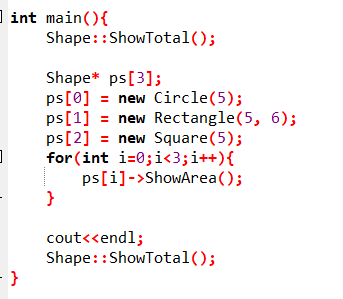 int main(){
    Shape::ShowTotal();

    Shape* ps[3];
    ps[0] = new Circle(5);
    ps[1] = new Rectangle(5, 6);
    ps[2] = new Square(5);
    for(int i=0;i<3;i++){
        ps[i]->ShowArea();
    }

    cout<<endl;
    Shape::ShowTotal();
}